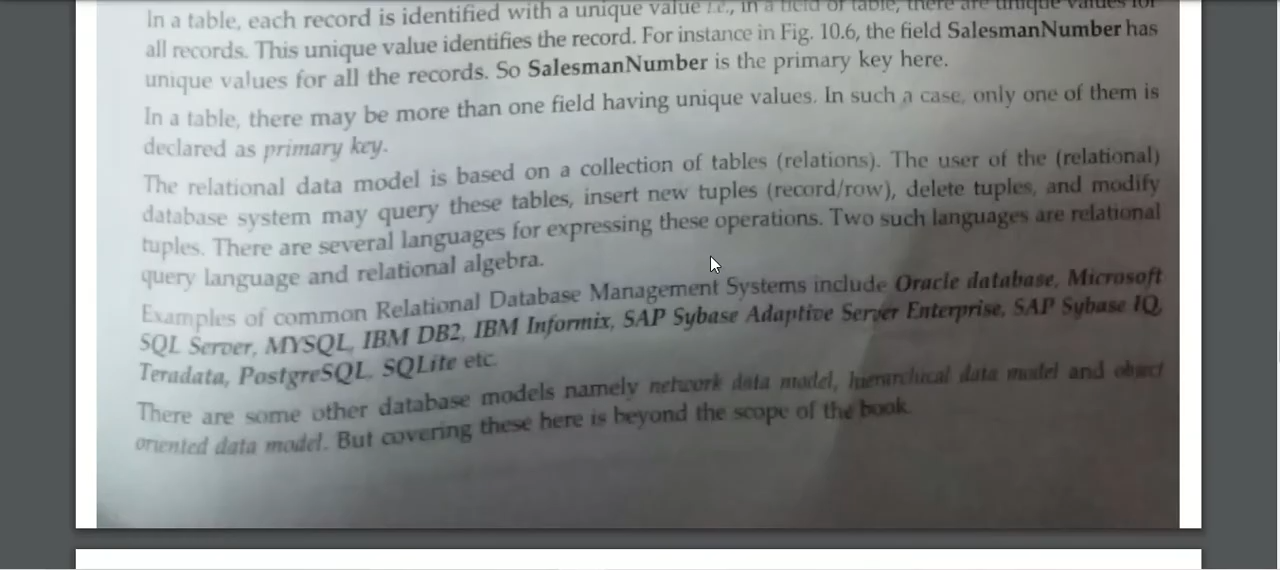 In a table, each record is identified with a unique value i.e., in a field of table, there are unique values for
all records. This unique value identifies the record. For instance in Fig. 10.6, the field SalesmanNumber has
unique values for all the records. So SalesmanNumber is the primary key here.
In a table, there may be more than one field having unique values. In such a case, only one of them is
declared as primary key.
The relational data model is based on a collection of tables (relations). The user of the (relational)
database system may query these tables, insert new tuples (record/row), delete tuples, and modify
tuples. There are several languages for expressing these operations. Two such languages are relational
query language and relational algebra.
Examples of common Relational Database Management Systems include Oracle database, Microsoft
SQL Server, MYSQL, IBM DB2, IBM Informix, SAP Sybase Adaptive Server Enterprise, SAP Sybase IQ,
Teradata, PostgreSQL, SQLite etc.
There are some other database models namely network data model, hierarchical data model and object
oriented data model. But covering these here is beyond the scope of the book.